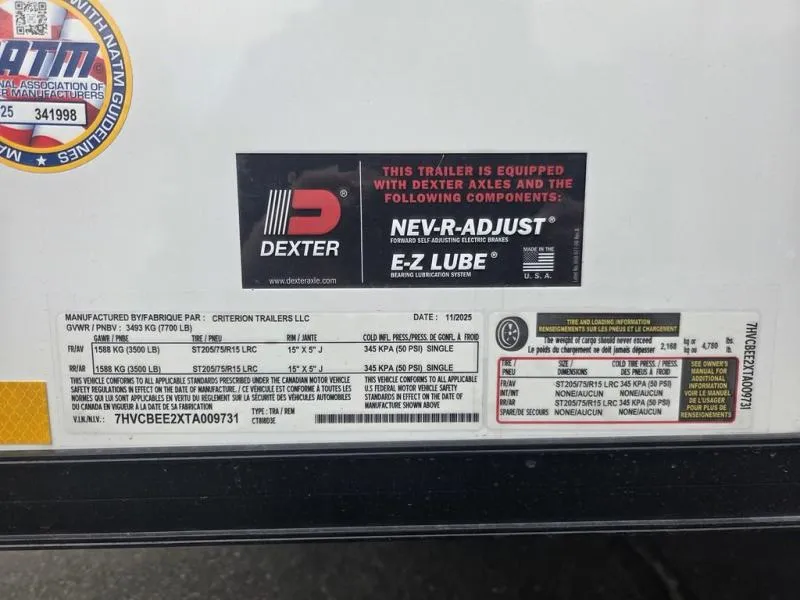 WITH NATM GUIDELINES
NATM
NAL ASSOCIATION OF
R MANUFACTURERS
25 341998
THIS TRAILER IS EQUIPPED
WITH DEXTER AXLES AND THE
FOLLOWING COMPONENTS:
DEXTER
www.dexteraxle.com
NEV-R-ADJUST®
FORWARD SELF-ADJUSTING ELECTRIC BRAKES
E-Z LUBE®
BEARING LUBRICATION SYSTEM
MADE IN THE
U.S.A.
MANUFACTURED BY/FABRIQUE PAR : CRITERION TRAILERS LLC DATE : 11/2025
GVWR / PNBV : 3493 KG (7700 LB)
GAWR / PNBE TIRE / PNEU RIM / JANTE COLD INFL. PRESS/PRESS. DE GONFL. À FROID
FR/AV 1588 KG (3500 LB) ST205/75/R15 LRC 15" X 5" J 345 KPA (50 PSI) SINGLE
RR/AR 1588 KG (3500 LB) ST205/75/R15 LRC 15" X 5" J 345 KPA (50 PSI) SINGLE
THIS VEHICLE CONFORMS TO ALL APPLICABLE STANDARDS PRESCRIBED UNDER THE CANADIAN MOTOR VEHICLE
SAFETY REGULATIONS IN EFFECT ON THE DATE OF MANUFACTURE / CE VÉHICULE EST CONFORME À TOUTES LES
NORMES QUI LUI SONT APPLICABLES EN VERTU DU RÈGLEMENT SUR LA SÉCURITÉ DES VÉHICULES AUTOMOBILES
DU CANADA EN VIGUEUR À LA DATE DE SA FABRICATION
THIS VEHICLE CONFORMS TO ALL APPLICABLE
U.S FEDERAL MOTOR VEHICLE SAFETY
STANDARDS IN EFFECT ON THE DATE OF
MANUFACTURE
V.I.N./N.I.V.: 7HVCBEE2XTA009731 TYPE : TRA / REM
TIRE AND LOADING INFORMATION
RENSEIGNEMENTS SUR LES PNEUS ET LE CHARGEMENT
The weight of cargo should never exceed
Le poids du chargement ne doit jamais dépasser 2,168 kg or kg ou 4,780 lbs. lb.
TIRE / PNEU SIZE/ DIMENSIONS COLD TIRE PRESS./ PRESS. DES PNEUS À FROID
FR/AV ST205/75/R15 LRC 345 KPA (50 PSI)
INT/INT NONE/AUCUN NONE/AUCUN
RR/AR ST205/75/R15 LRC 345 KPA (50 PSI)
SPARE/DE SECOURS NONE/AUCUN NONE/AUCUN
SEE OWNER'S
MANUAL FOR
ADDITIONAL
INFORMATION
VOIR LE MANUEL
DE L'USAGER
POUR PLUS DE
RENSEIGNEMENTS
7HVCBEE2XTA009731